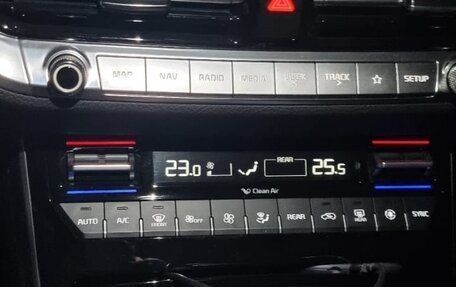 MAP NAV RADIO MEDIA SEEK TRACK SETUP
23.0 REAR 25.5
Clean Air
AUTO A/C FRONT OFF REAR REAR SYNC